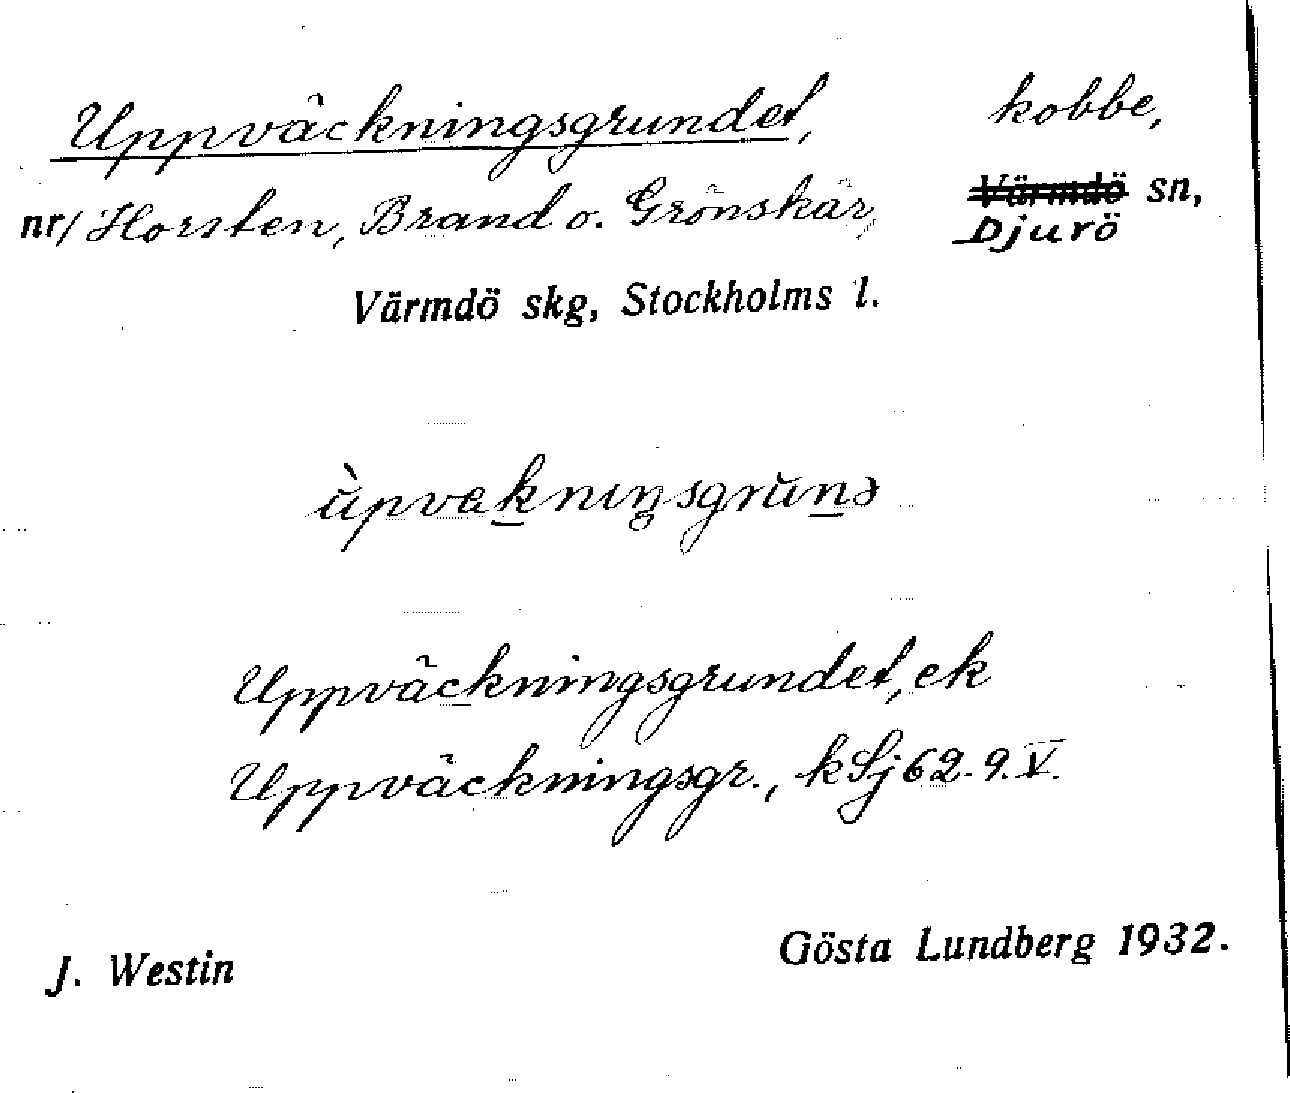 Uppväckningsgrundet, kobbe,
nr/ Horsten, Brand o. Grönskär, Värmdö sn,
Djurö
Värmdö skg, Stockholms l.
ùpvaknıŋsgrŭnə
Uppväckningsgrundet, ek
Uppväckningsgr., kSj 62. 9. V.
J. Westin Gösta Lundberg 1932.